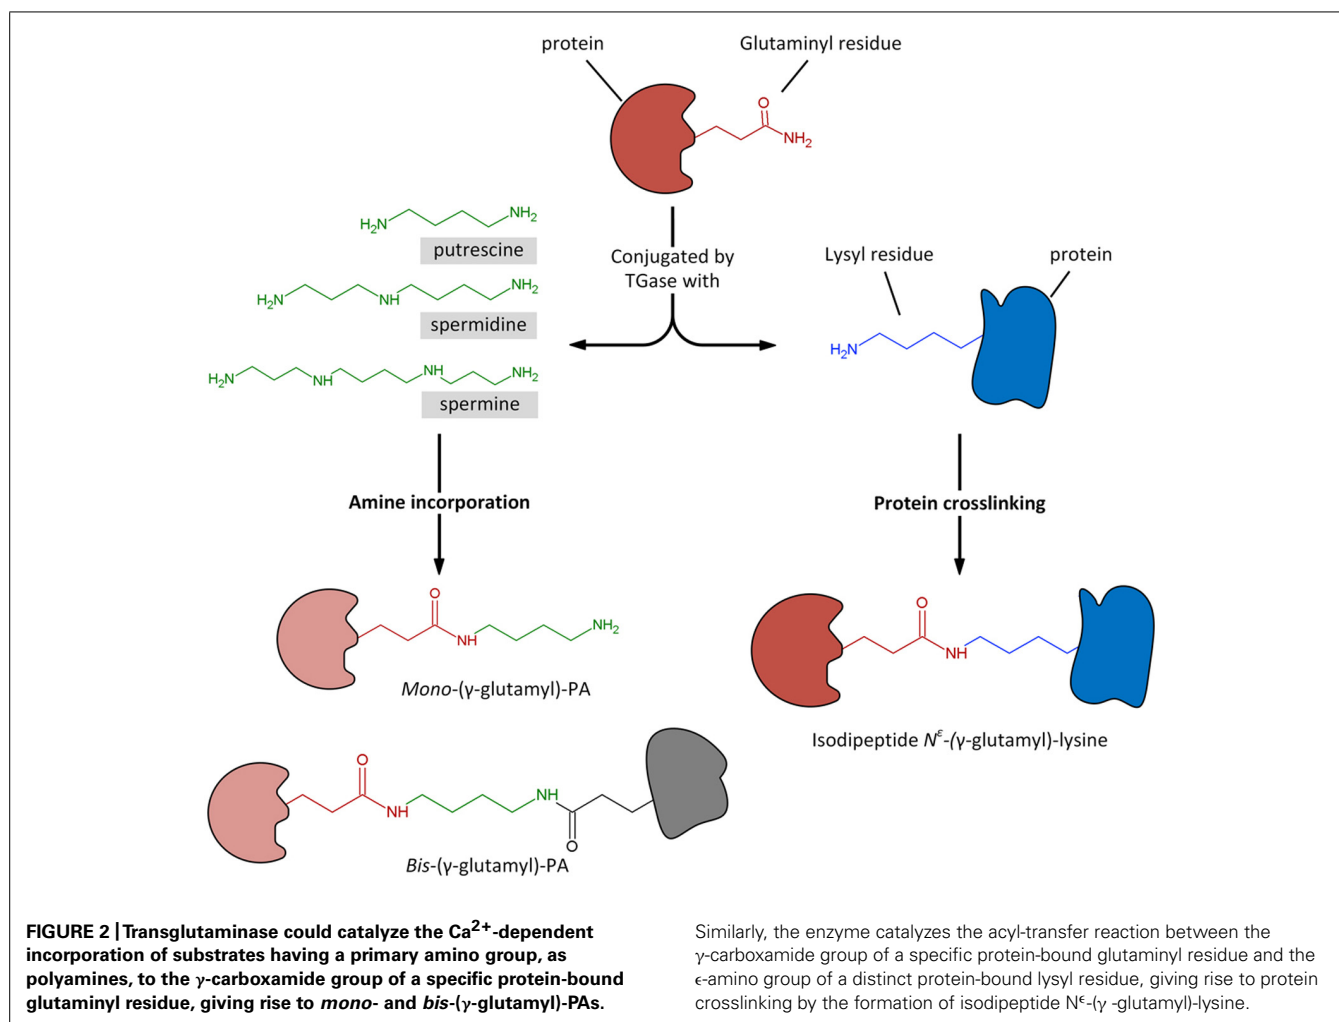 protein
Glutaminyl residue
O
NH2
H2N
NH2
putrescine
H2N
NH
NH2
spermidine
H2N
NH
NH
NH2
spermine
Conjugated by
TGase with
Lysyl residue
protein
H2N
Amine incorporation
Protein crosslinking
O
NH
NH2
Mono-(γ-glutamyl)-PA
O
NH
Isodipeptide Nε-(γ-glutamyl)-lysine
O
NH
NH
O
Bis-(γ-glutamyl)-PA
FIGURE 2 | Transglutaminase could catalyze the Ca2+-dependent
incorporation of substrates having a primary amino group, as
polyamines, to the γ-carboxamide group of a specific protein-bound
glutaminyl residue, giving rise to mono- and bis-(γ-glutamyl)-PAs.
Similarly, the enzyme catalyzes the acyl-transfer reaction between the
γ-carboxamide group of a specific protein-bound glutaminyl residue and the
ϵ-amino group of a distinct protein-bound lysyl residue, giving rise to protein
crosslinking by the formation of isodipeptide Nϵ-(γ -glutamyl)-lysine.